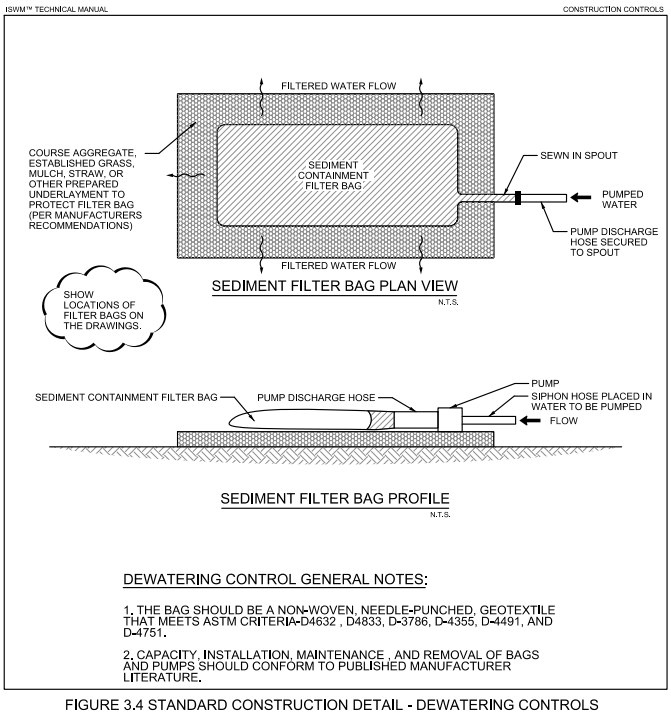 ISWM™ TECHNICAL MANUAL
CONSTRUCTION CONTROLS
FILTERED WATER FLOW
COURSE AGGREGATE,
ESTABLISHED GRASS,
MULCH, STRAW, OR
OTHER PREPARED
UNDERLAYMENT TO
PROTECT FILTER BAG
(PER MANUFACTURERS
RECOMMENDATIONS)
SEDIMENT
CONTAINMENT
FILTER BAG
SEWN IN SPOUT
PUMPED
WATER
PUMP DISCHARGE
HOSE SECURED
TO SPOUT
FILTERED WATER FLOW
SEDIMENT FILTER BAG PLAN VIEW
N.T.S.
SHOW
LOCATIONS OF
FILTER BAGS ON
THE DRAWINGS.
SEDIMENT CONTAINMENT FILTER BAG
PUMP DISCHARGE HOSE
PUMP
SIPHON HOSE PLACED IN
WATER TO BE PUMPED
FLOW
SEDIMENT FILTER BAG PROFILE
N.T.S.
DEWATERING CONTROL GENERAL NOTES:
1. THE BAG SHOULD BE A NON-WOVEN, NEEDLE-PUNCHED, GEOTEXTILE
THAT MEETS ASTM CRITERIA-D4632 , D4833, D-3786, D-4355, D-4491, AND
D-4751.
2. CAPACITY, INSTALLATION, MAINTENANCE , AND REMOVAL OF BAGS
AND PUMPS SHOULD CONFORM TO PUBLISHED MANUFACTURER
LITERATURE.
FIGURE 3.4 STANDARD CONSTRUCTION DETAIL - DEWATERING CONTROLS